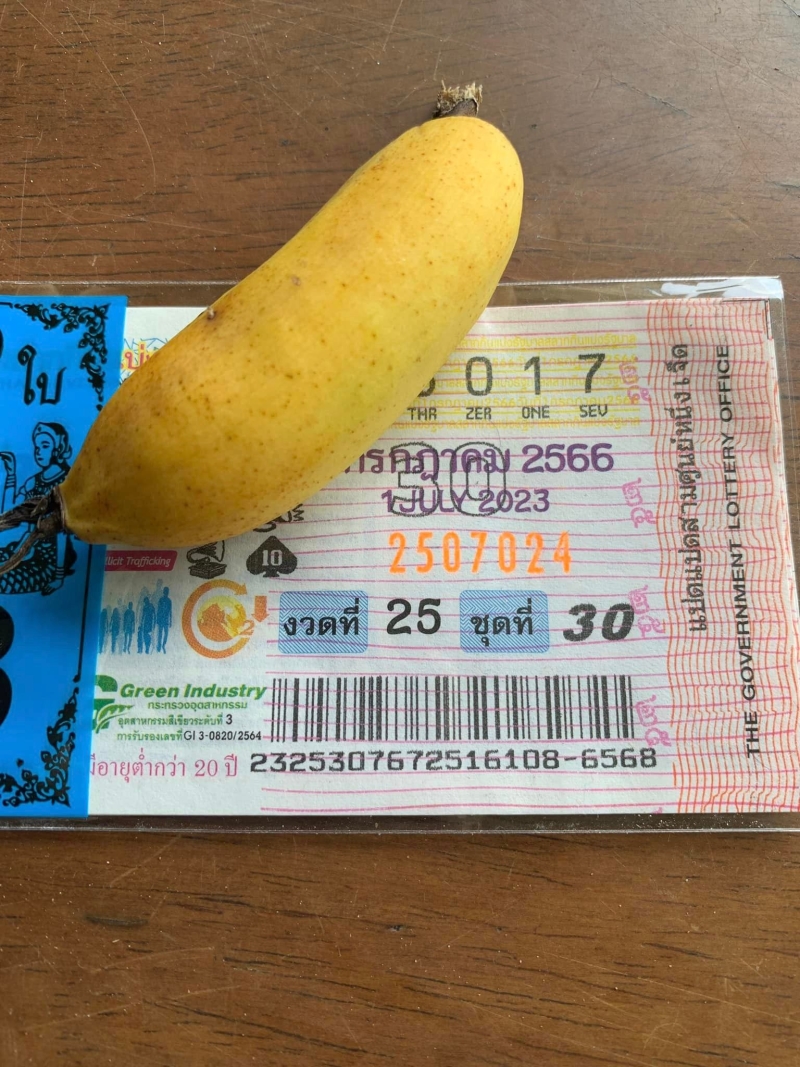 ใบ
017
THR ZER ONE SEV
กรกฎาคม 2566
30
1 JULY 2023
2507024
licit Trafficking
10
งวดที่ 25 ชุดที่ 30
Green Industry
กระทรวงอุตสาหกรรม
อุตสาหกรรมสีเขียวระดับที่ 3
การรับรองเลขที่ GI 3-0820/2564
มีอายุต่ำกว่า 20 ปี
2325307672516108-6568
แปดแปดสามศูนย์หนึ่งเจ็ด
THE GOVERNMENT LOTTERY OFFICE